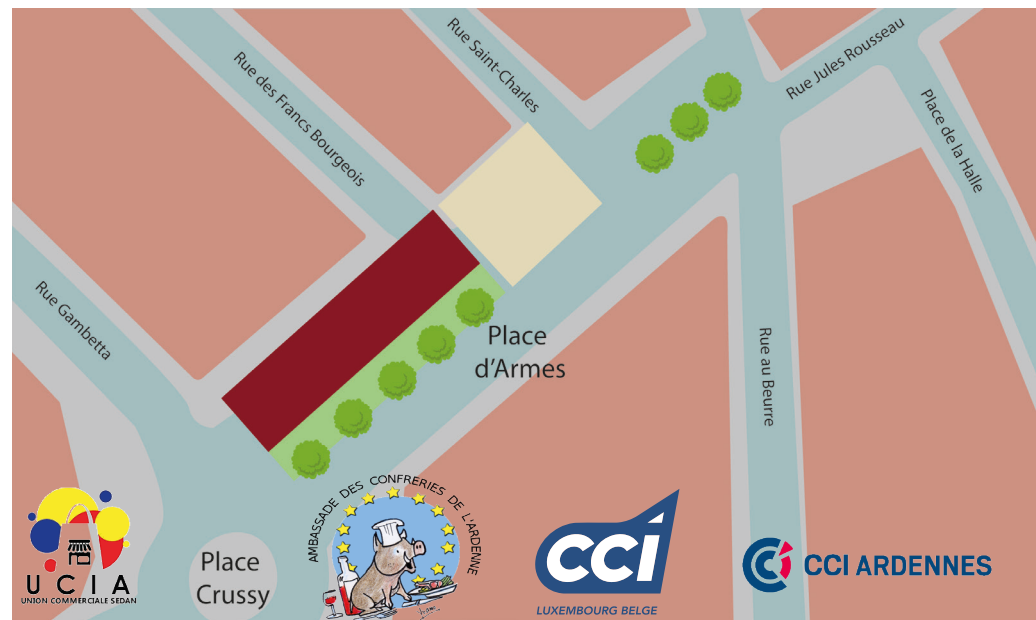 Rue Saint-Charles
Rue Jules Rousseau
Rue des Francs Bourgeois
Place de la Halle
Rue Gambetta
Place
d'Armes
Rue au Beurre
AMBASSADE DES CONFRERIES DE L'ARDENNE
Place
Crussy
UCIA
UNION COMMERCIALE SEDAN
CCI
LUXEMBOURG BELGE
CCI ARDENNES